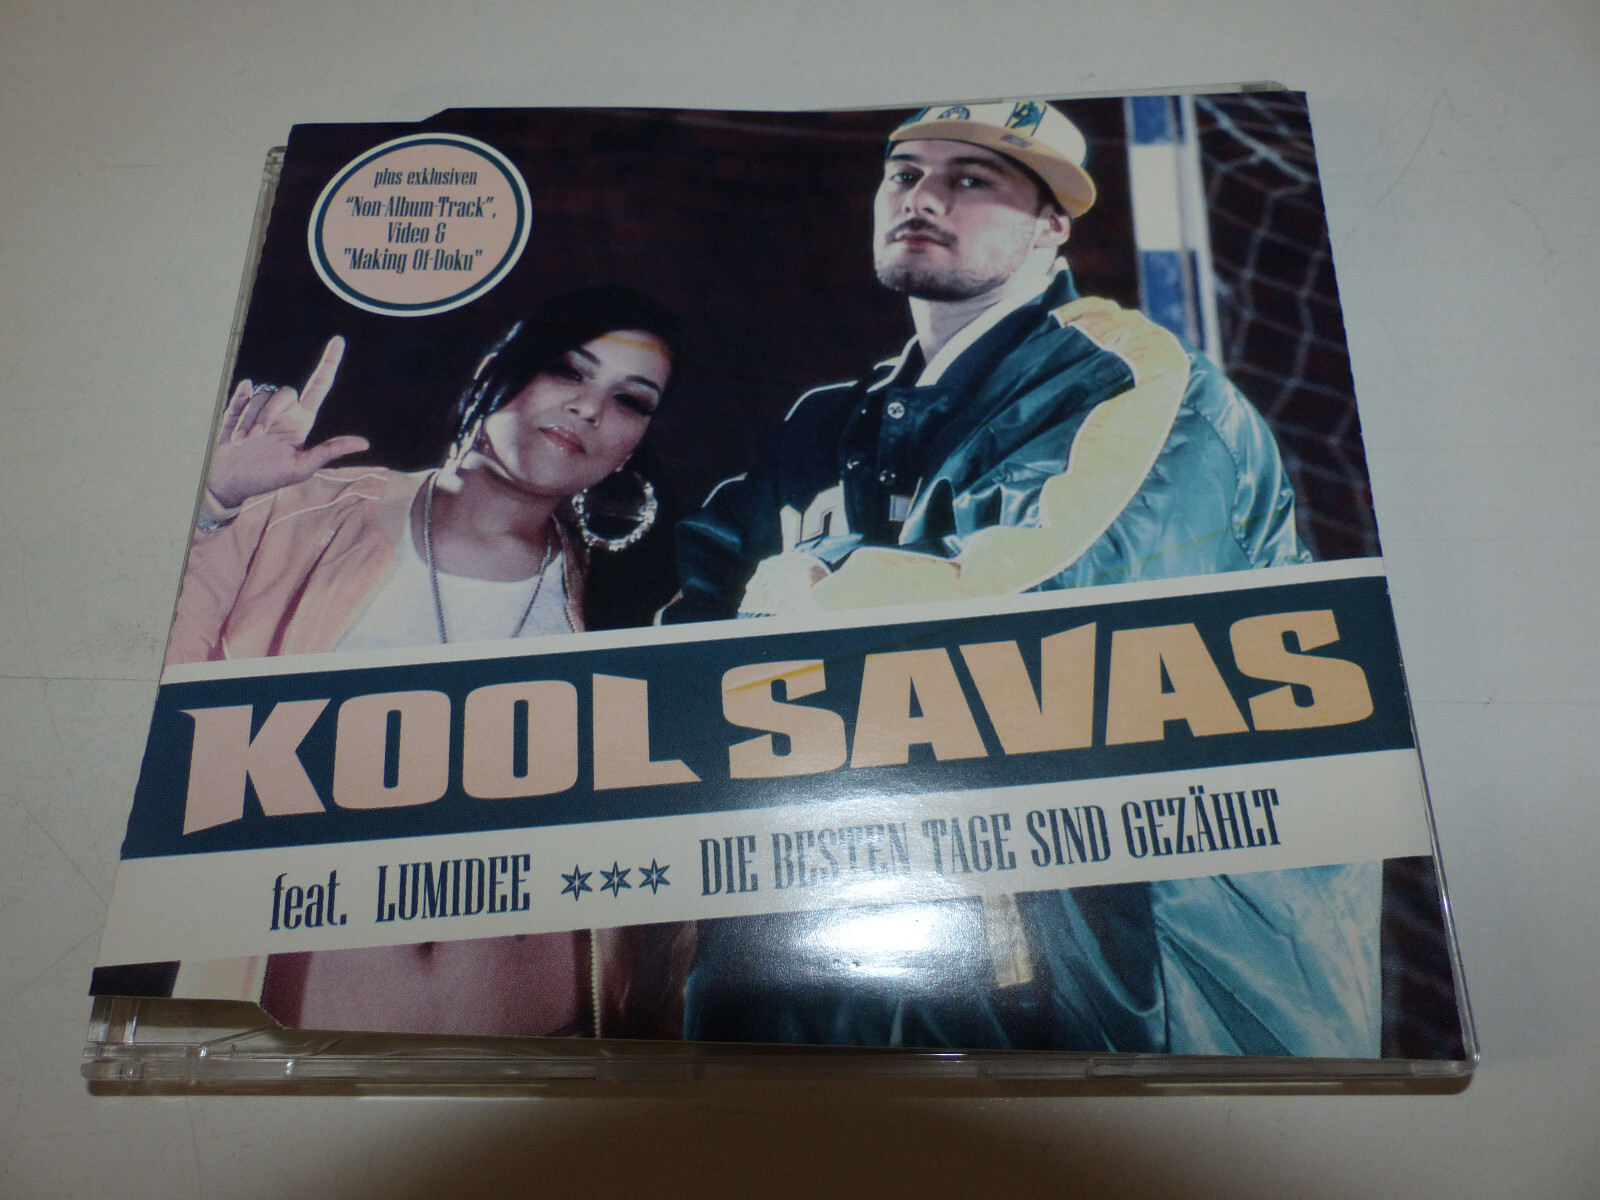 plus exklusiven
“Non-Album-Track”,
Video &
"Making Of-Doku"
KOOL SAVAS
feat. LUMIDEE *** DIE BESTEN TAGE SIND GEZÄHLT